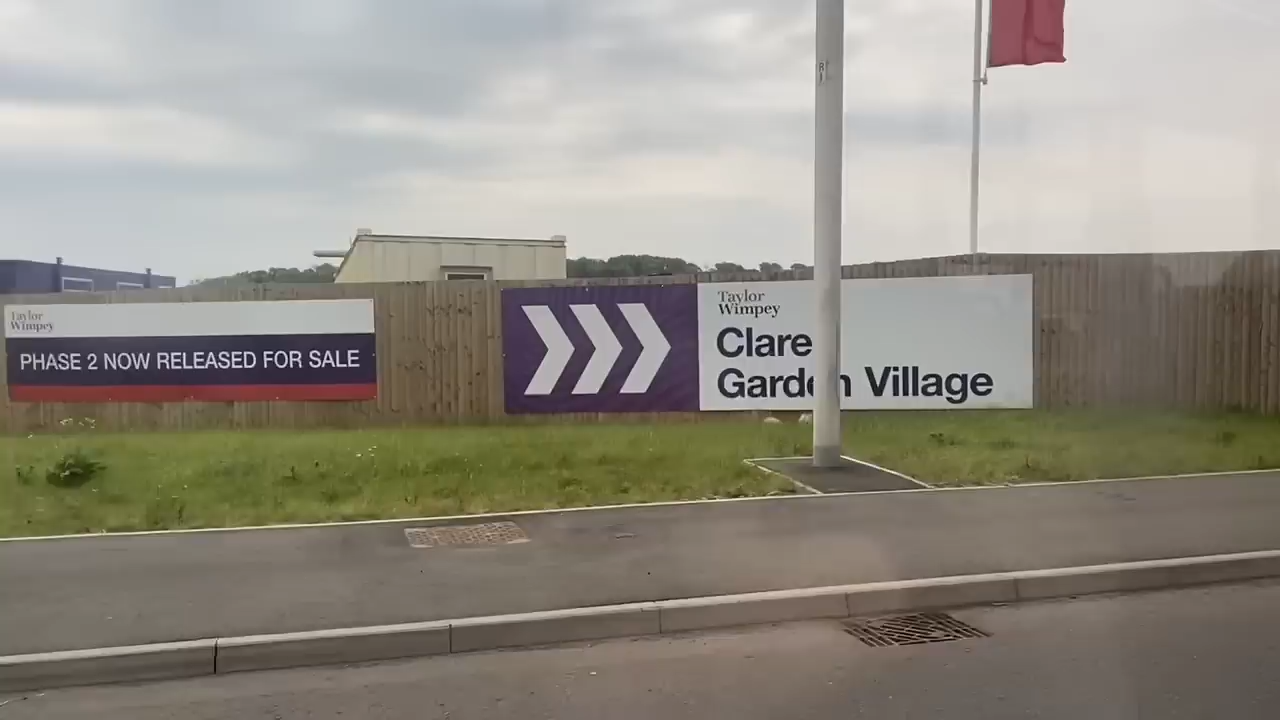 Taylor
Wimpey
PHASE 2 NOW RELEASED FOR SALE
Taylor
Wimpey
Clare
Garden Village